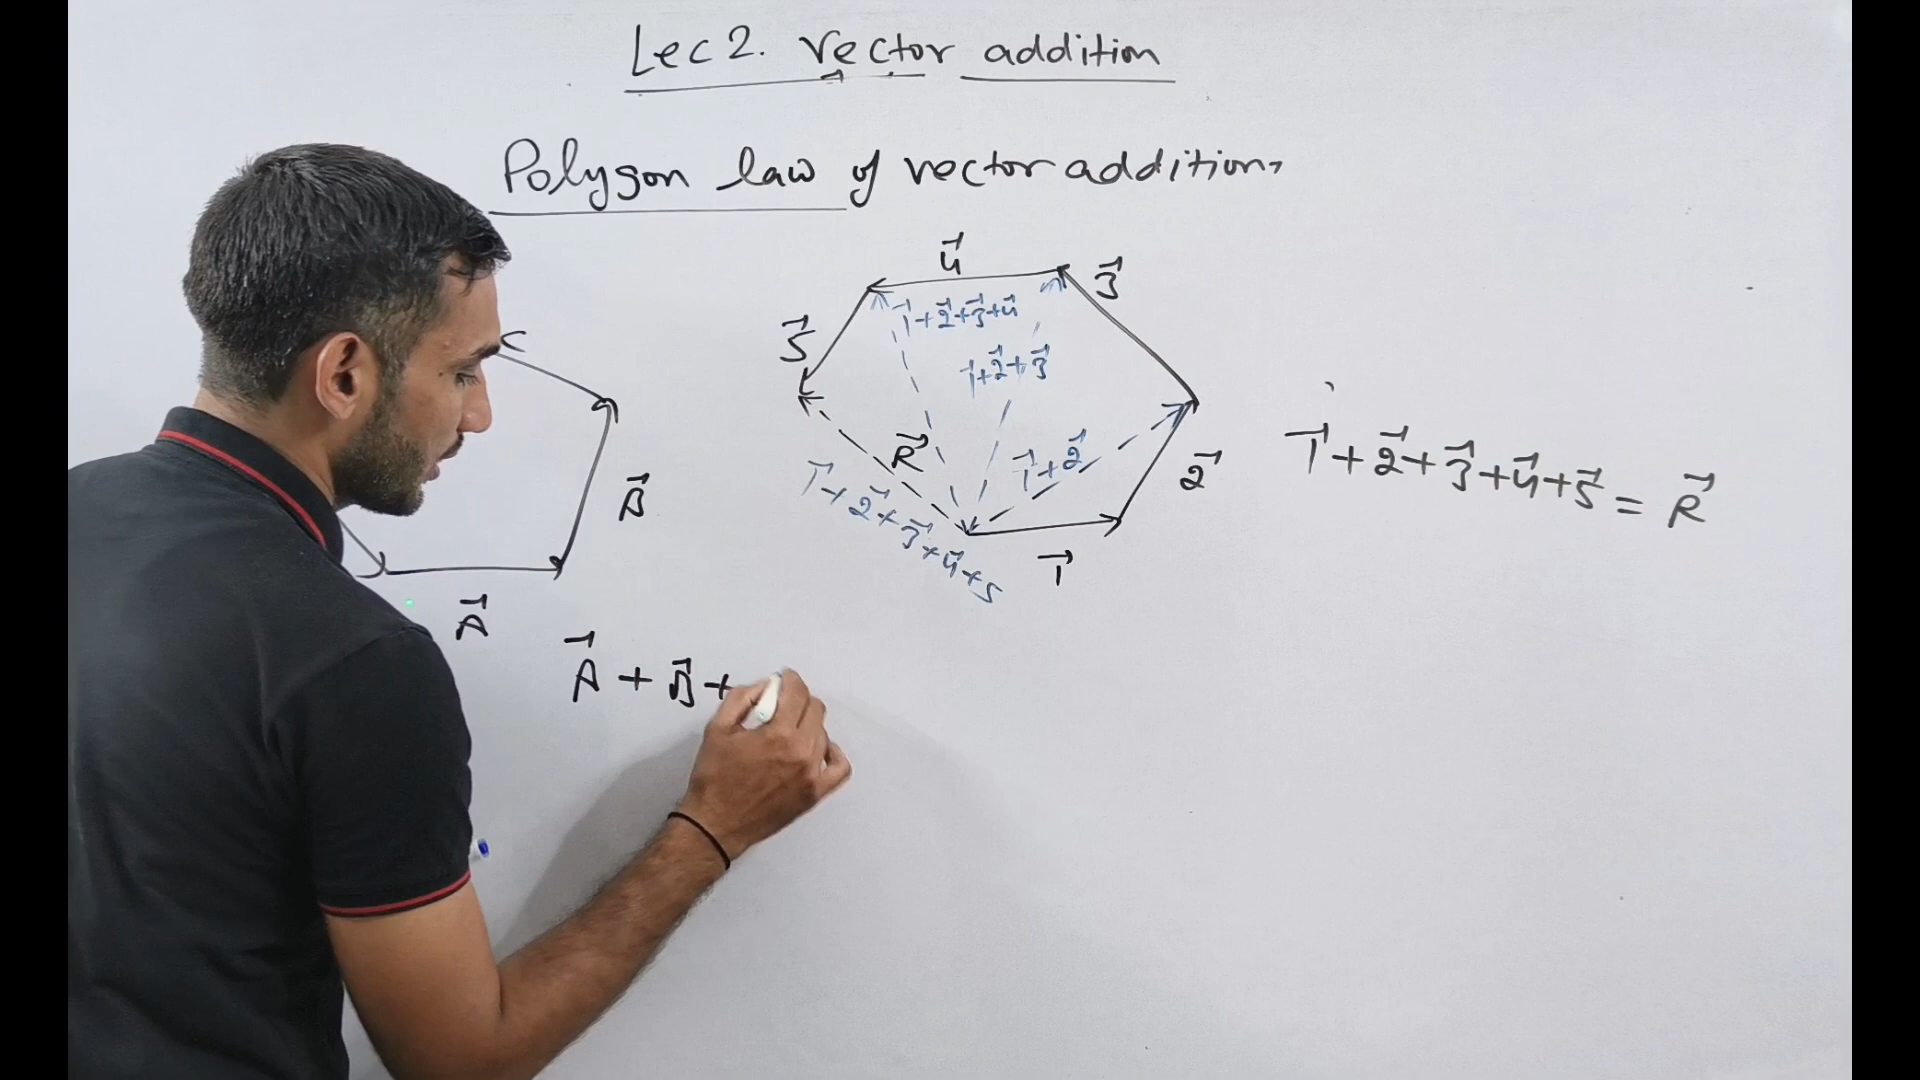 Lec 2. Vector addition
Polygon law of vector addition,
4⃗
3⃗
1⃗+2⃗+3⃗+4⃗
5⃗
C
1⃗+2⃗+3⃗
R⃗
1⃗+2⃗
2⃗
B⃗
1⃗+2⃗+3⃗+4⃗+5⃗ = R⃗
1⃗+2⃗+3⃗+4⃗+5
1⃗
A⃗
A⃗ + B⃗ +